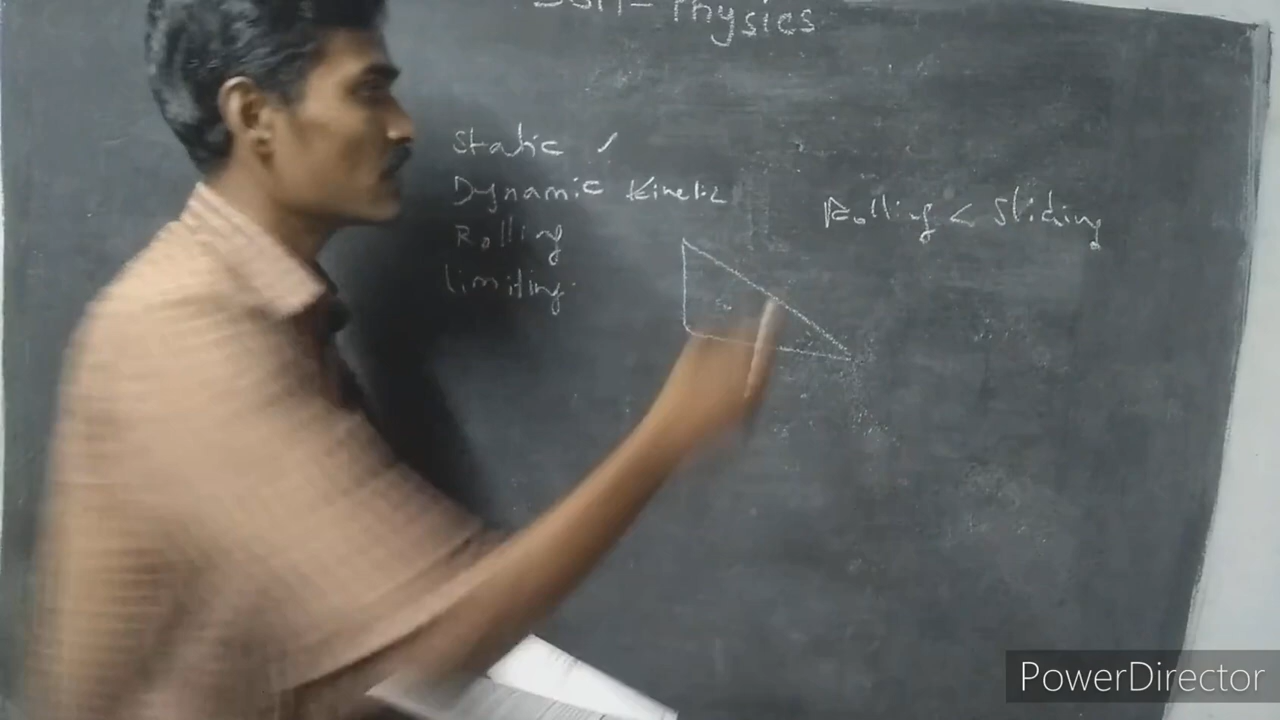 Physics
Static ✓
Dynamic Kinetic
Rolling
limiting
Rolling < Sliding
PowerDirector